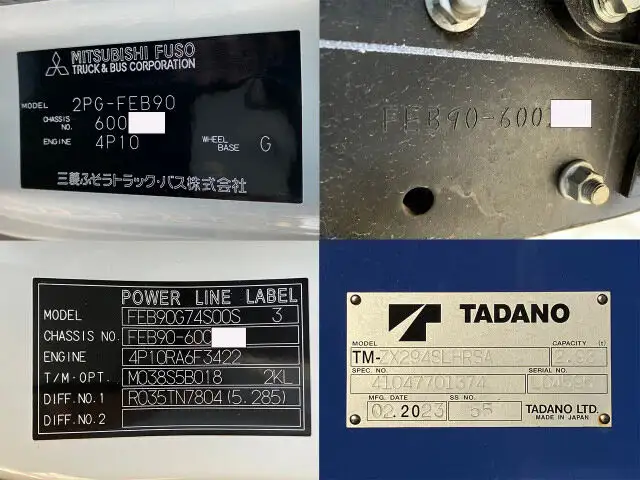 MITSUBISHI FUSO
TRUCK & BUS CORPORATION
MODEL 2PG-FEB90
CHASSIS NO. 600
ENGINE 4P10 WHEEL BASE G
三菱ふそうトラック・バス株式会社
FEB90-600
POWER LINE LABEL
MODEL FEB90G74S00S 3
CHASSIS NO. FEB90-600
ENGINE 4P10RA6F3422
T/M·OPT. M038S5B018 2KL
DIFF.NO.1 R035TN7804(5.285)
DIFF.NO.2
TADANO
MODEL CAPACITY (t)
TM-ZX294SLHRSA 2.93
SPEC. NO. SERIAL NO.
41047701374
MFG. DATE SS NO. TADANO LTD.
02.2023 55 MADE IN JAPAN